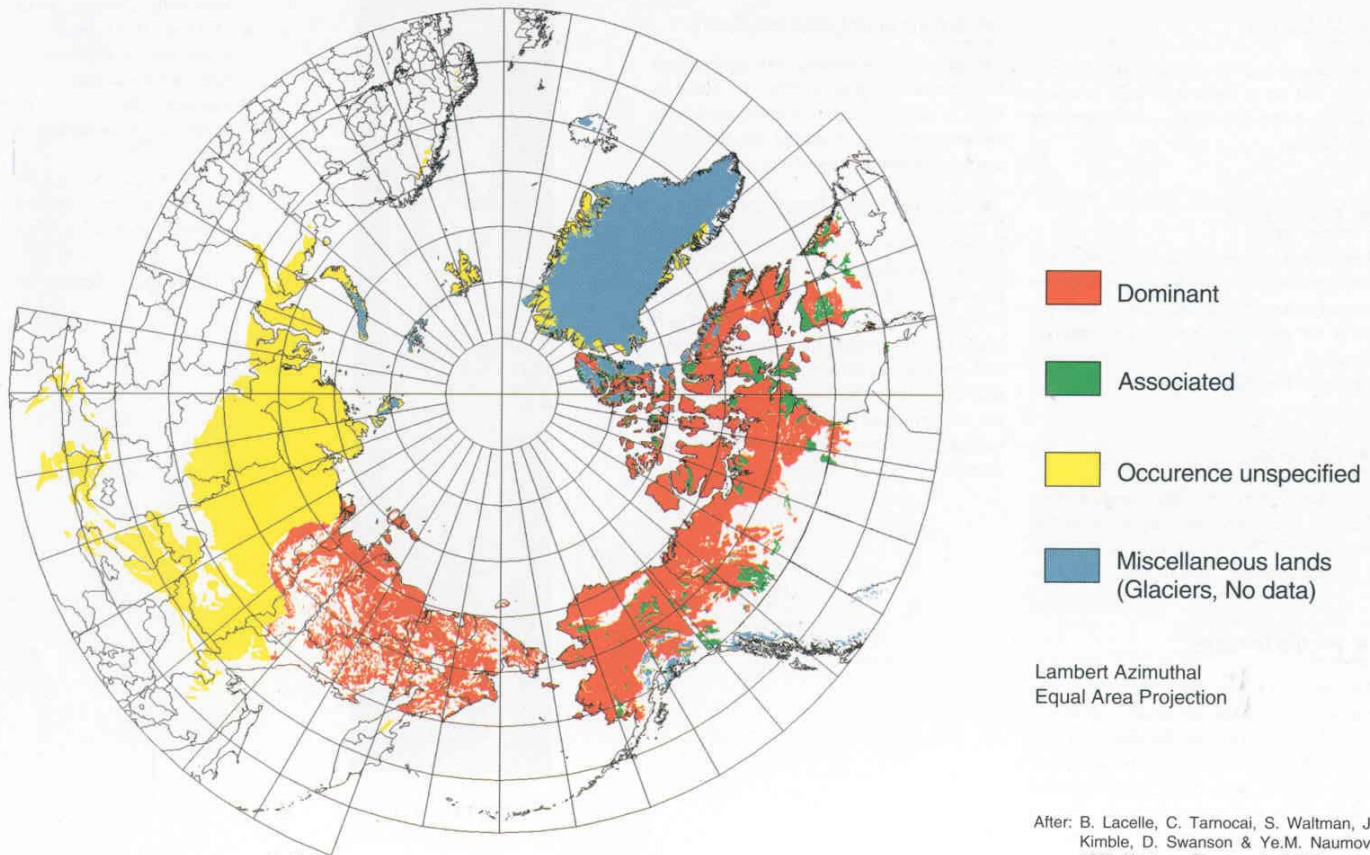 Dominant
Associated
Occurence unspecified
Miscellaneous lands
(Glaciers, No data)
Lambert Azimuthal
Equal Area Projection
After: B. Lacelle, C. Tarnocai, S. Waltman, J.
Kimble, D. Swanson & Ye.M. Naumov